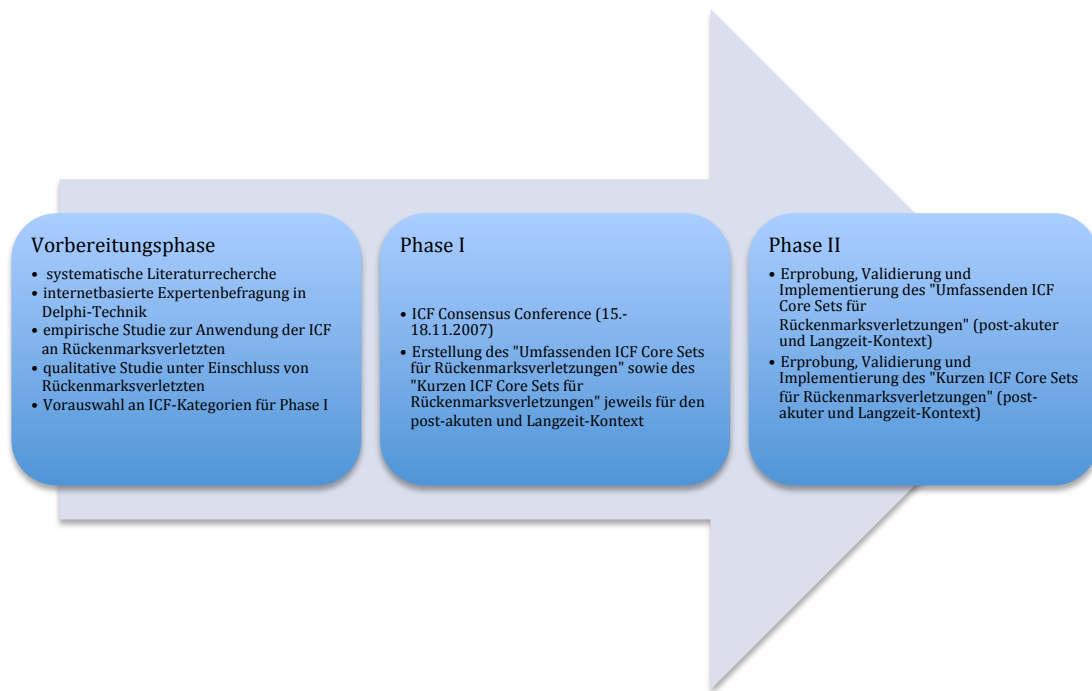 Vorbereitungsphase
• systematische Literaturrecherche
• internetbasierte Expertenbefragung in
Delphi-Technik
• empirische Studie zur Anwendung der ICF
an Rückenmarksverletzten
• qualitative Studie unter Einschluss von
Rückenmarksverletzten
• Vorauswahl an ICF-Kategorien für Phase I
Phase I
• ICF Consensus Conference (15.-
18.11.2007)
• Erstellung des "Umfassenden ICF Core Sets
für Rückenmarksverletzungen" sowie des
"Kurzen ICF Core Sets für
Rückenmarksverletzungen" jeweils für den
post-akuten und Langzeit-Kontext
Phase II
• Erprobung, Validierung und
Implementierung des "Umfassenden ICF
Core Sets für
Rückenmarksverletzungen" (post-akuter
und Langzeit-Kontext)
• Erprobung, Validierung und
Implementierung des "Kurzen ICF Core Sets
für Rückenmarksverletzungen" (post-
akuter und Langzeit-Kontext)